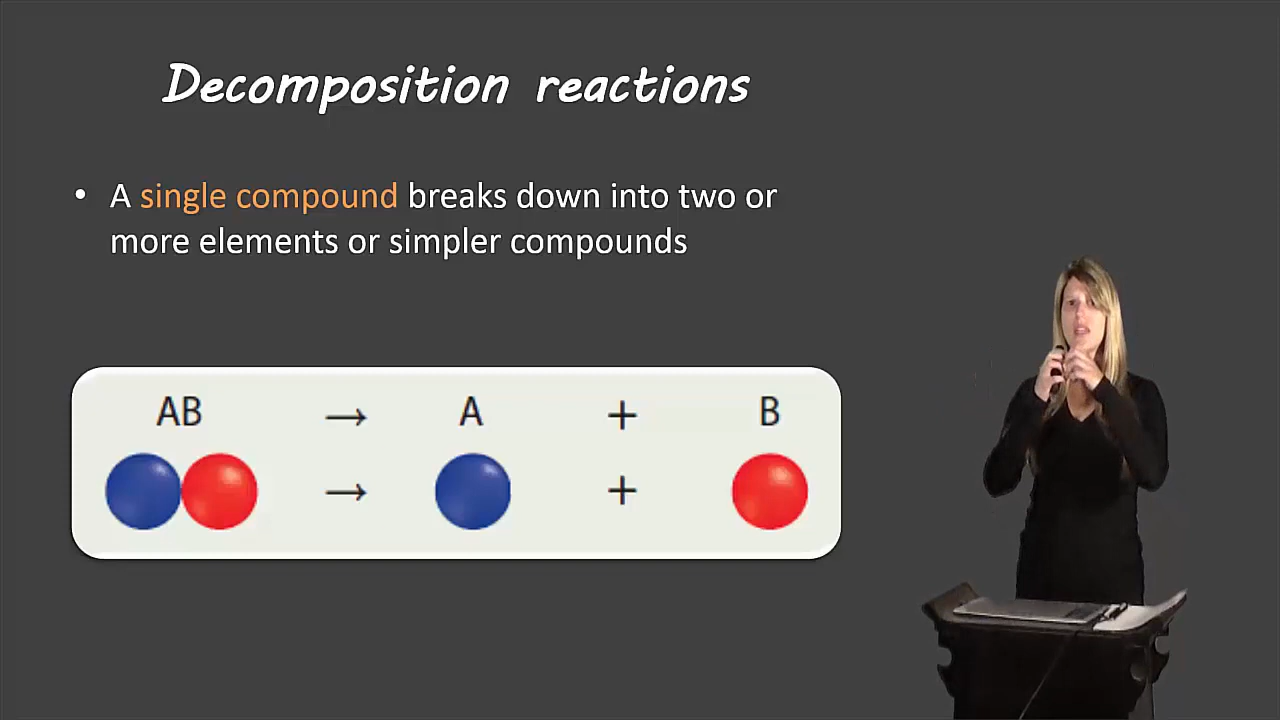 Decomposition reactions
• A single compound breaks down into two or
more elements or simpler compounds
AB → A + B
→ +